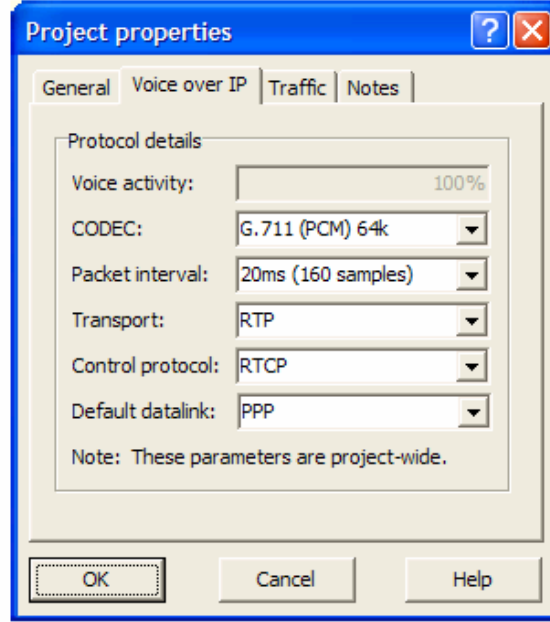 Project properties
General Voice over IP Traffic Notes
Protocol details
Voice activity: 100%
CODEC: G.711 (PCM) 64k
Packet interval: 20ms (160 samples)
Transport: RTP
Control protocol: RTCP
Default datalink: PPP
Note: These parameters are project-wide.
OK Cancel Help